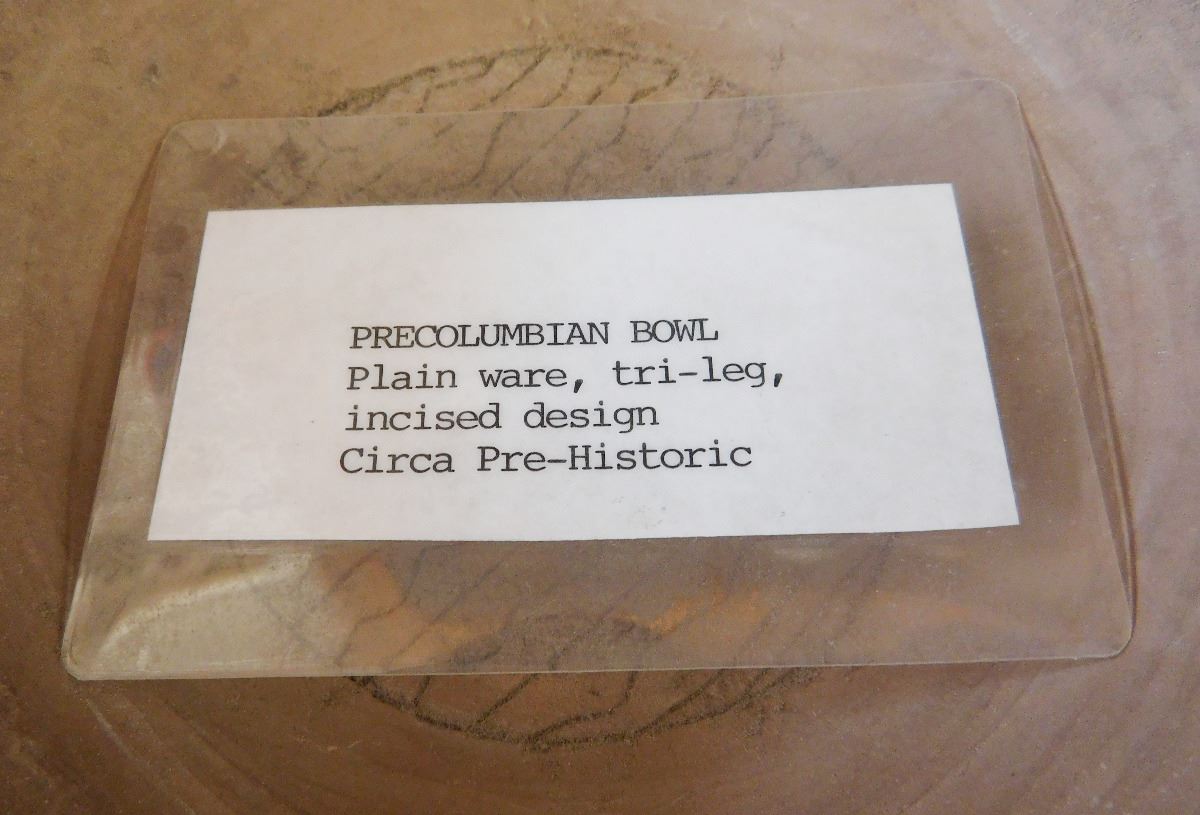 PRECOLUMBIAN BOWL
Plain ware, tri-leg,
incised design
Circa Pre-Historic